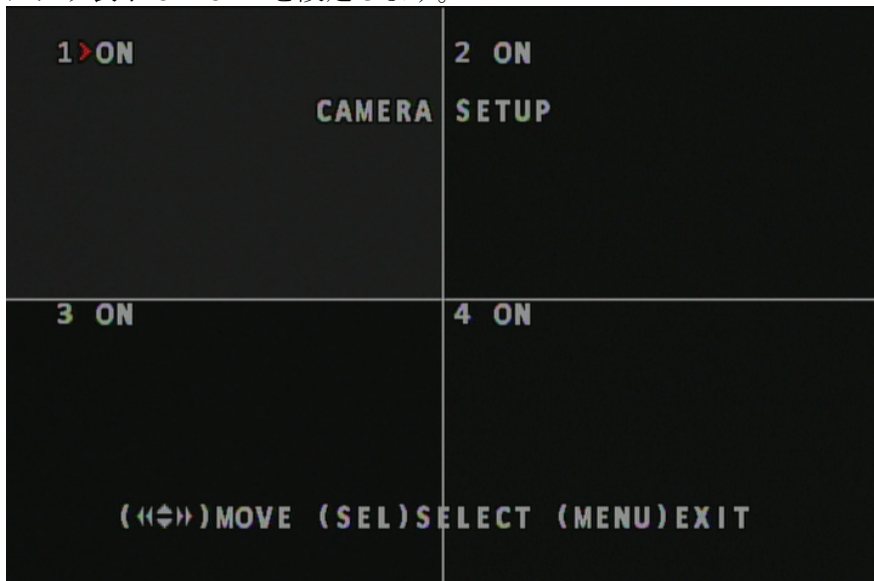 1>ON 2 ON
CAMERA SETUP
3 ON 4 ON
(◀◀▲▼▶▶)MOVE (SEL)SELECT (MENU)EXIT